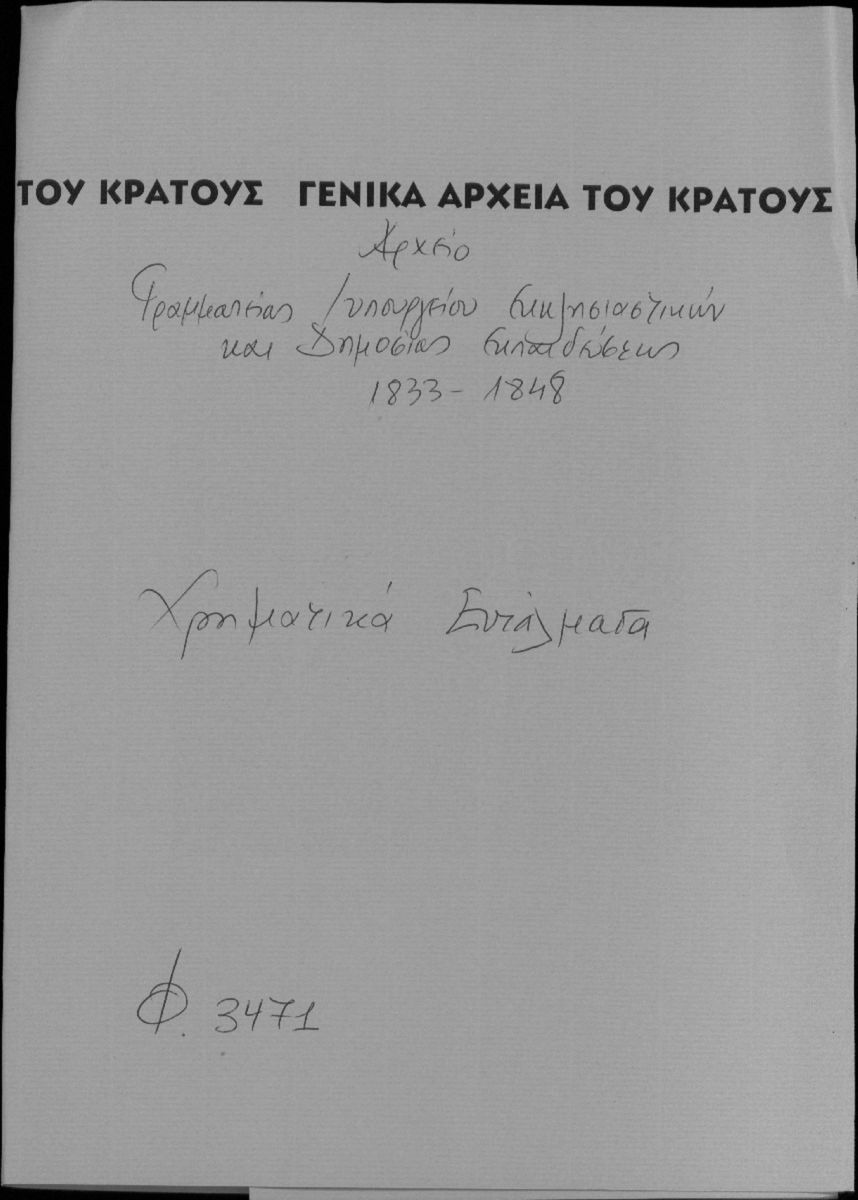 ΤΟΥ ΚΡΑΤΟΥΣ ΓΕΝΙΚΑ ΑΡΧΕΙΑ ΤΟΥ ΚΡΑΤΟΥΣ
Αρχείο
Γραμματείας / Υπουργείου Εκκλησιαστικών
και Δημοσίας Εκπαιδεύσεως
1833 - 1848
Χρηματικά Εντάλματα
Φ. 3471